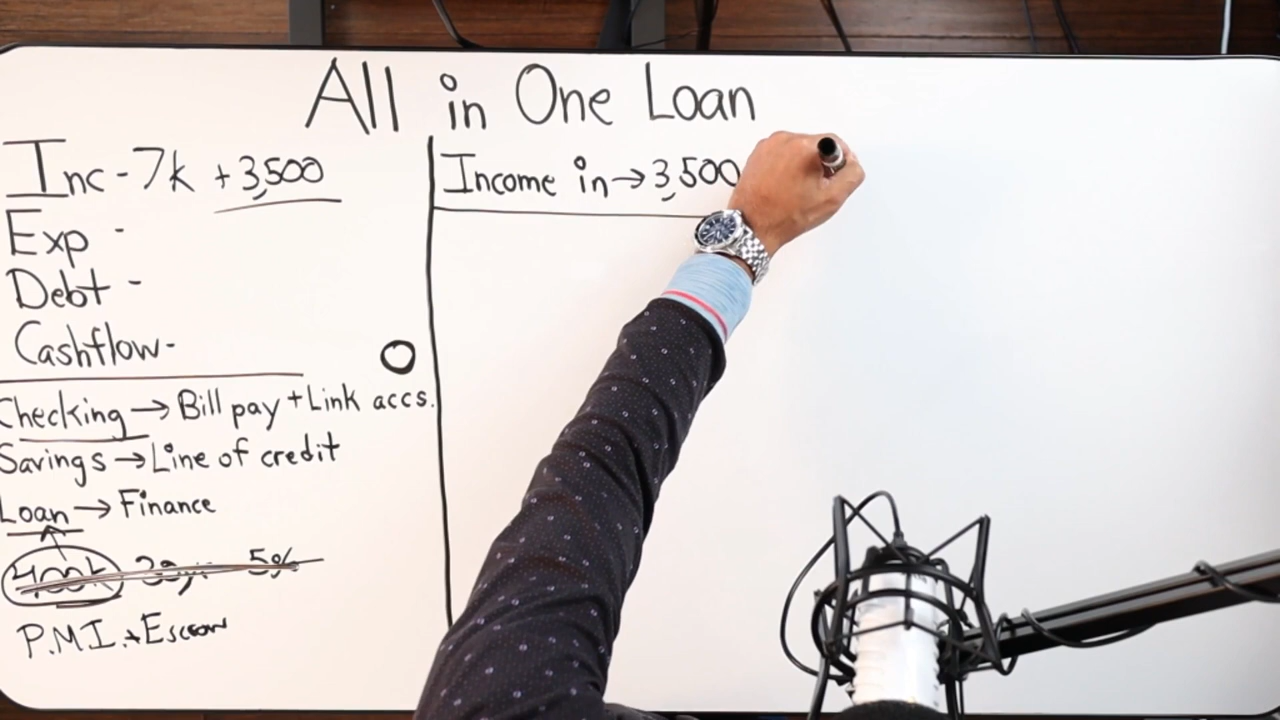 All in One Loan
Inc - 7k + 3,500
Exp -
Debt -
Cashflow -
Checking → Bill pay + Link accs.
Savings → Line of credit
Loan → Finance
400k 30yr 5%
P.M.I. + Escrow
Income in → 3,500